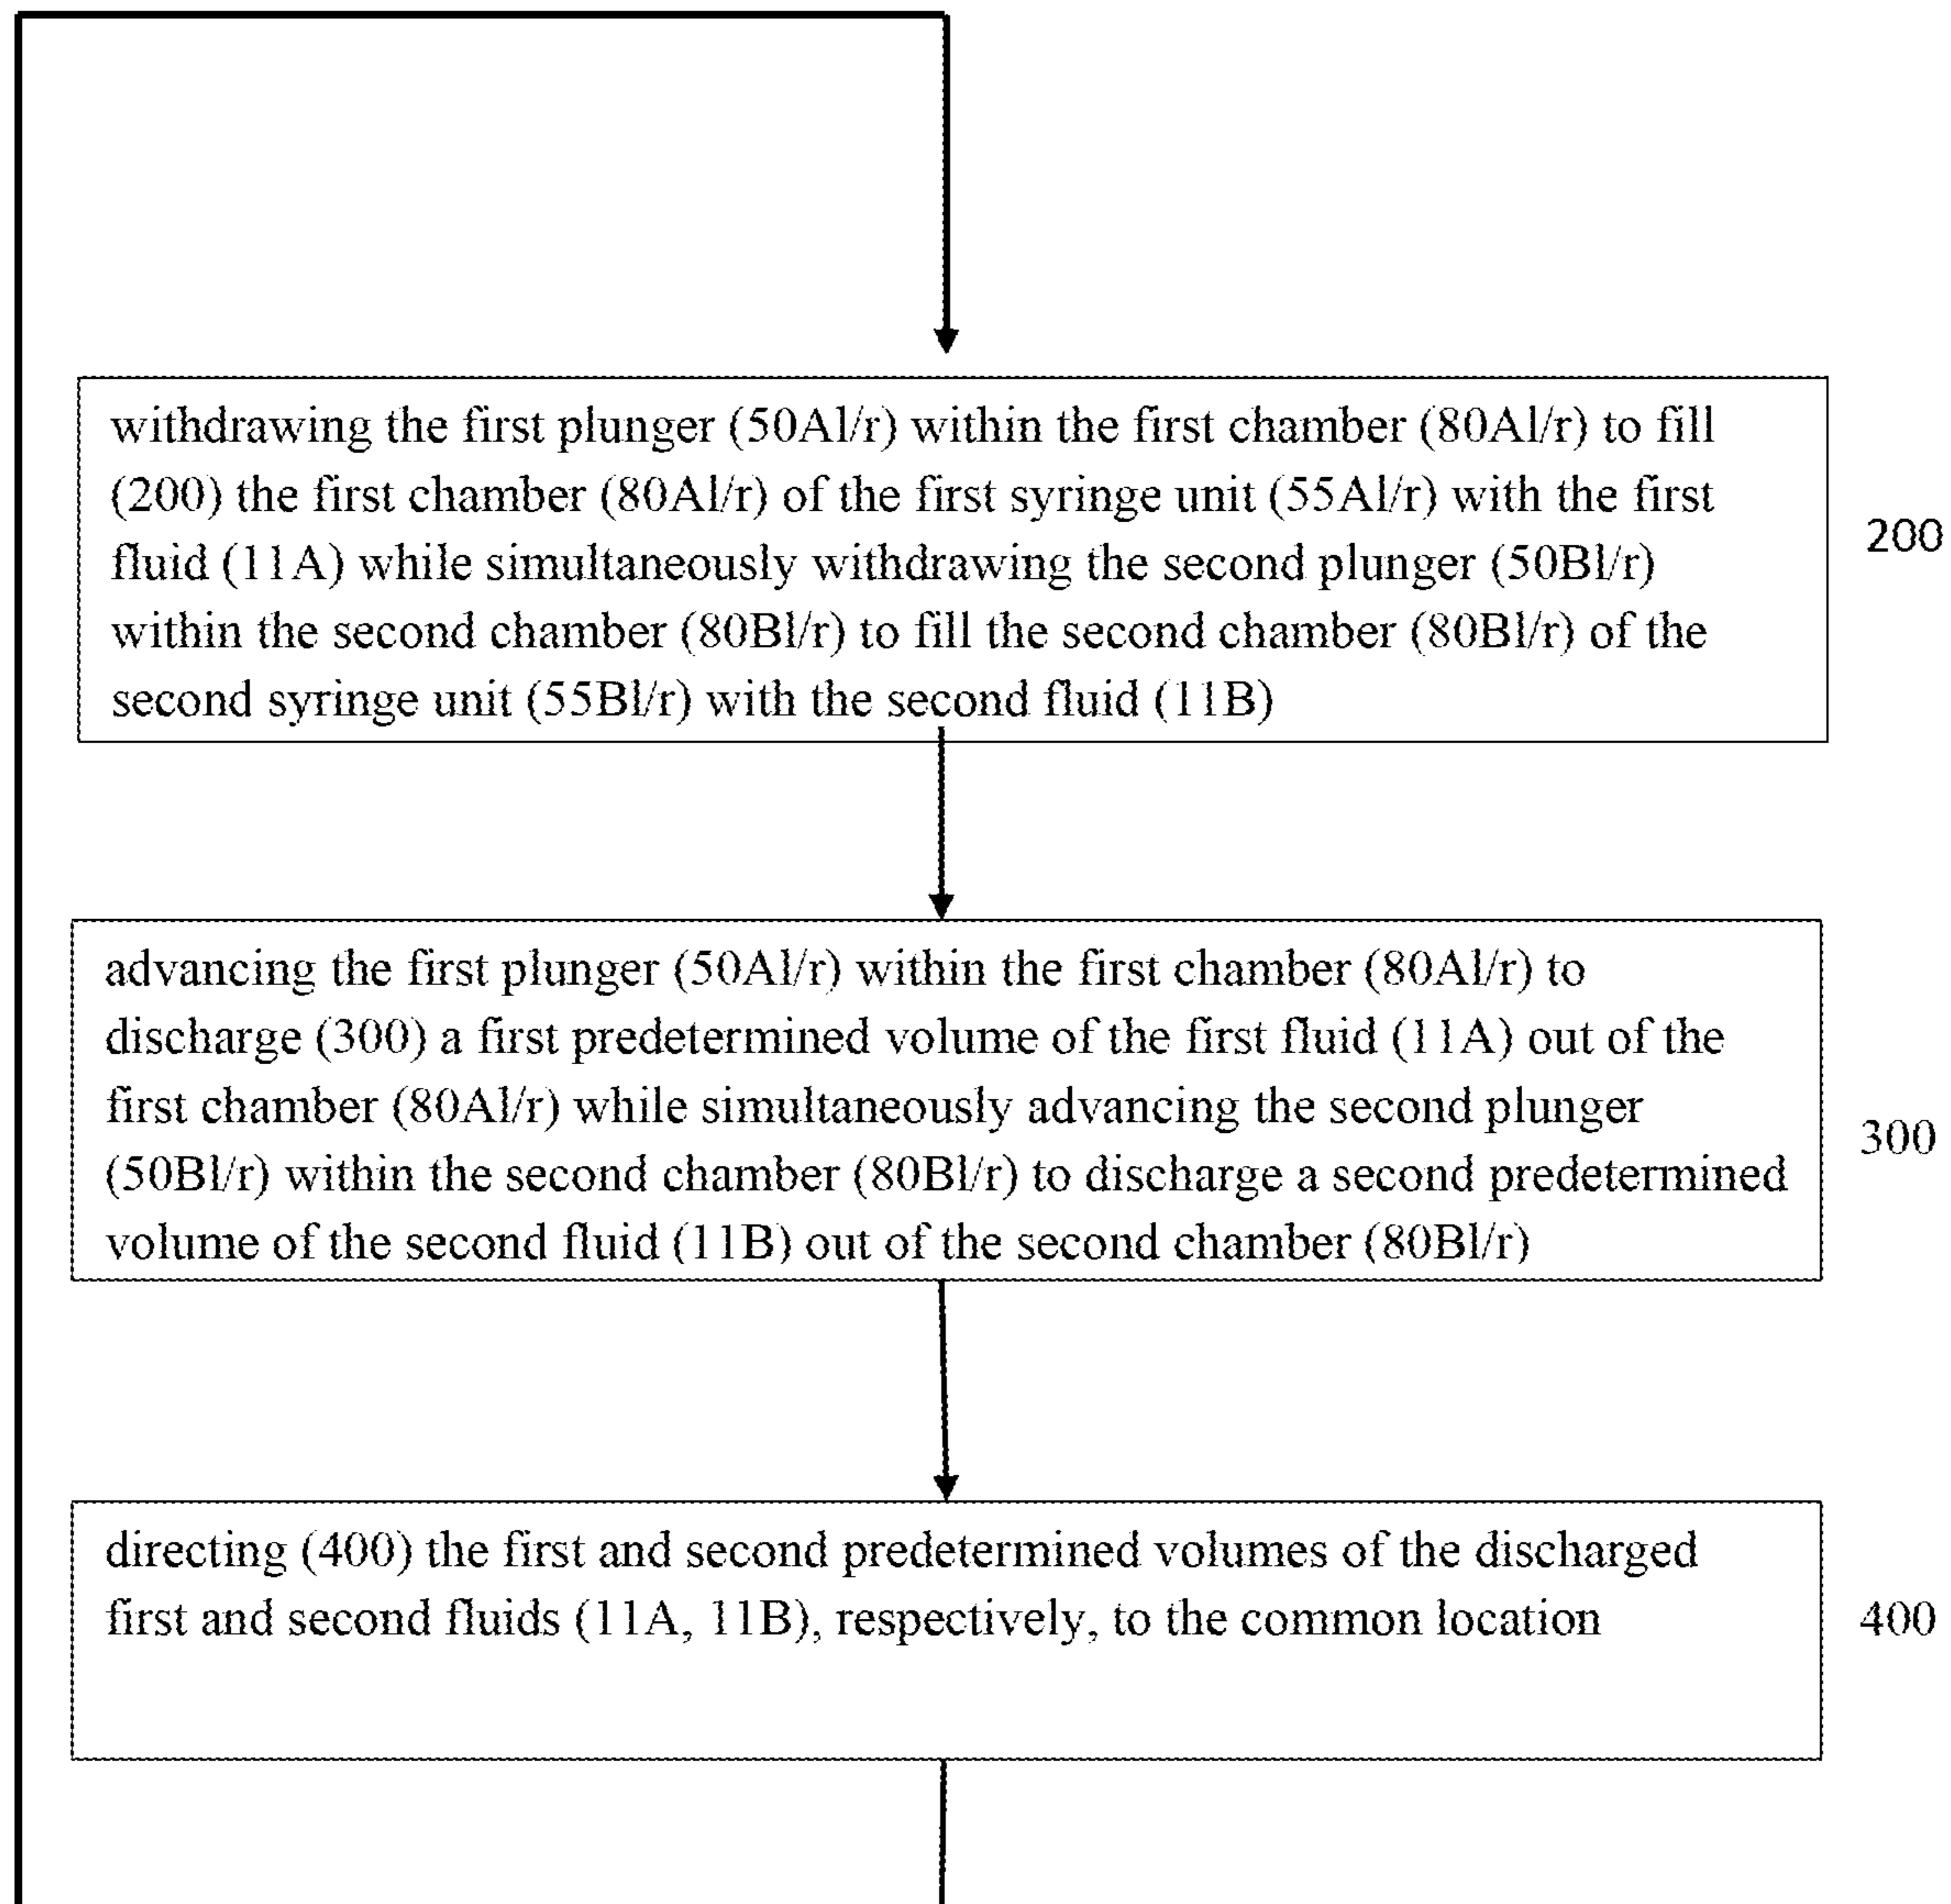 withdrawing the first plunger (50Al/r) within the first chamber (80Al/r) to fill
(200) the first chamber (80Al/r) of the first syringe unit (55Al/r) with the first
fluid (11A) while simultaneously withdrawing the second plunger (50Bl/r)
within the second chamber (80Bl/r) to fill the second chamber (80Bl/r) of the
second syringe unit (55Bl/r) with the second fluid (11B)
200
advancing the first plunger (50Al/r) within the first chamber (80Al/r) to
discharge (300) a first predetermined volume of the first fluid (11A) out of the
first chamber (80Al/r) while simultaneously advancing the second plunger
(50Bl/r) within the second chamber (80Bl/r) to discharge a second predetermined
volume of the second fluid (11B) out of the second chamber (80Bl/r)
300
directing (400) the first and second predetermined volumes of the discharged
first and second fluids (11A, 11B), respectively, to the common location
400